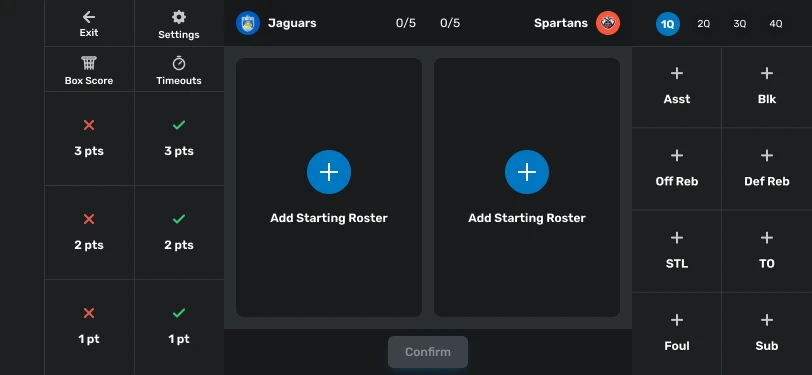 Exit
Settings
Jaguars
0/5
0/5
Spartans
1Q
2Q
3Q
4Q
Box Score
Timeouts
Asst
Blk
3 pts
3 pts
Off Reb
Def Reb
Add Starting Roster
Add Starting Roster
2 pts
2 pts
STL
TO
1 pt
1 pt
Foul
Sub
Confirm